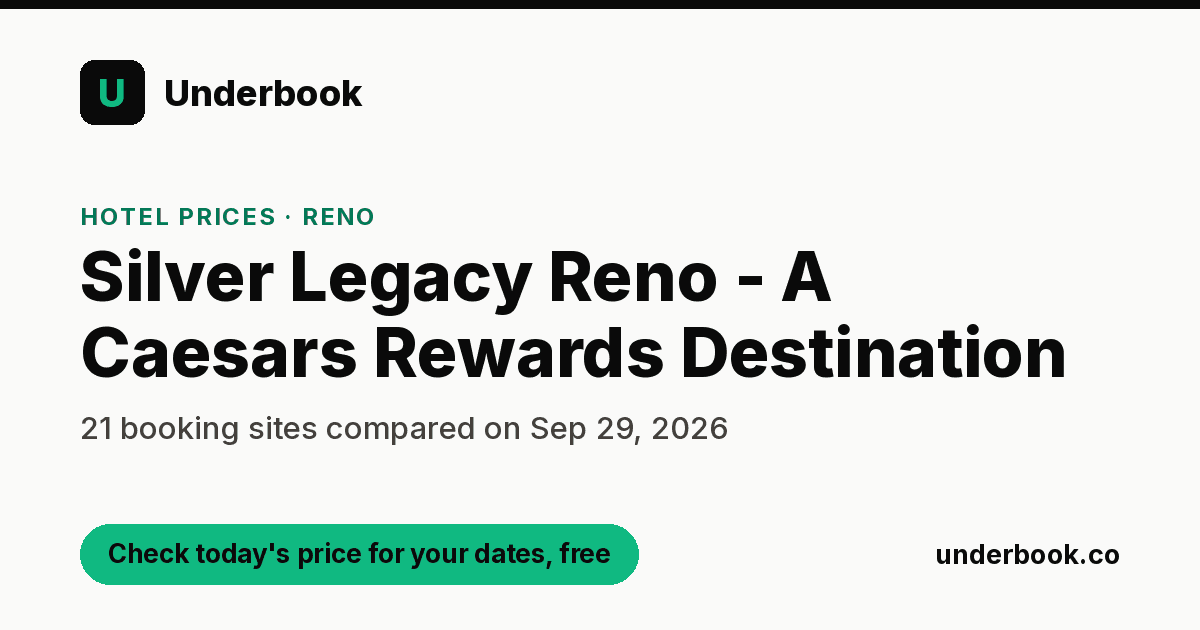 U
Underbook
HOTEL PRICES · RENO
Silver Legacy Reno - A
Caesars Rewards Destination
21 booking sites compared on Sep 29, 2026
Check today's price for your dates, free
underbook.co